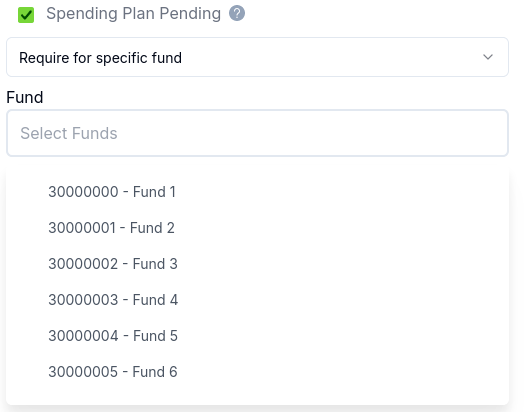 Spending Plan Pending ?
Require for specific fund
Fund
Select Funds
30000000 - Fund 1
30000001 - Fund 2
30000002 - Fund 3
30000003 - Fund 4
30000004 - Fund 5
30000005 - Fund 6